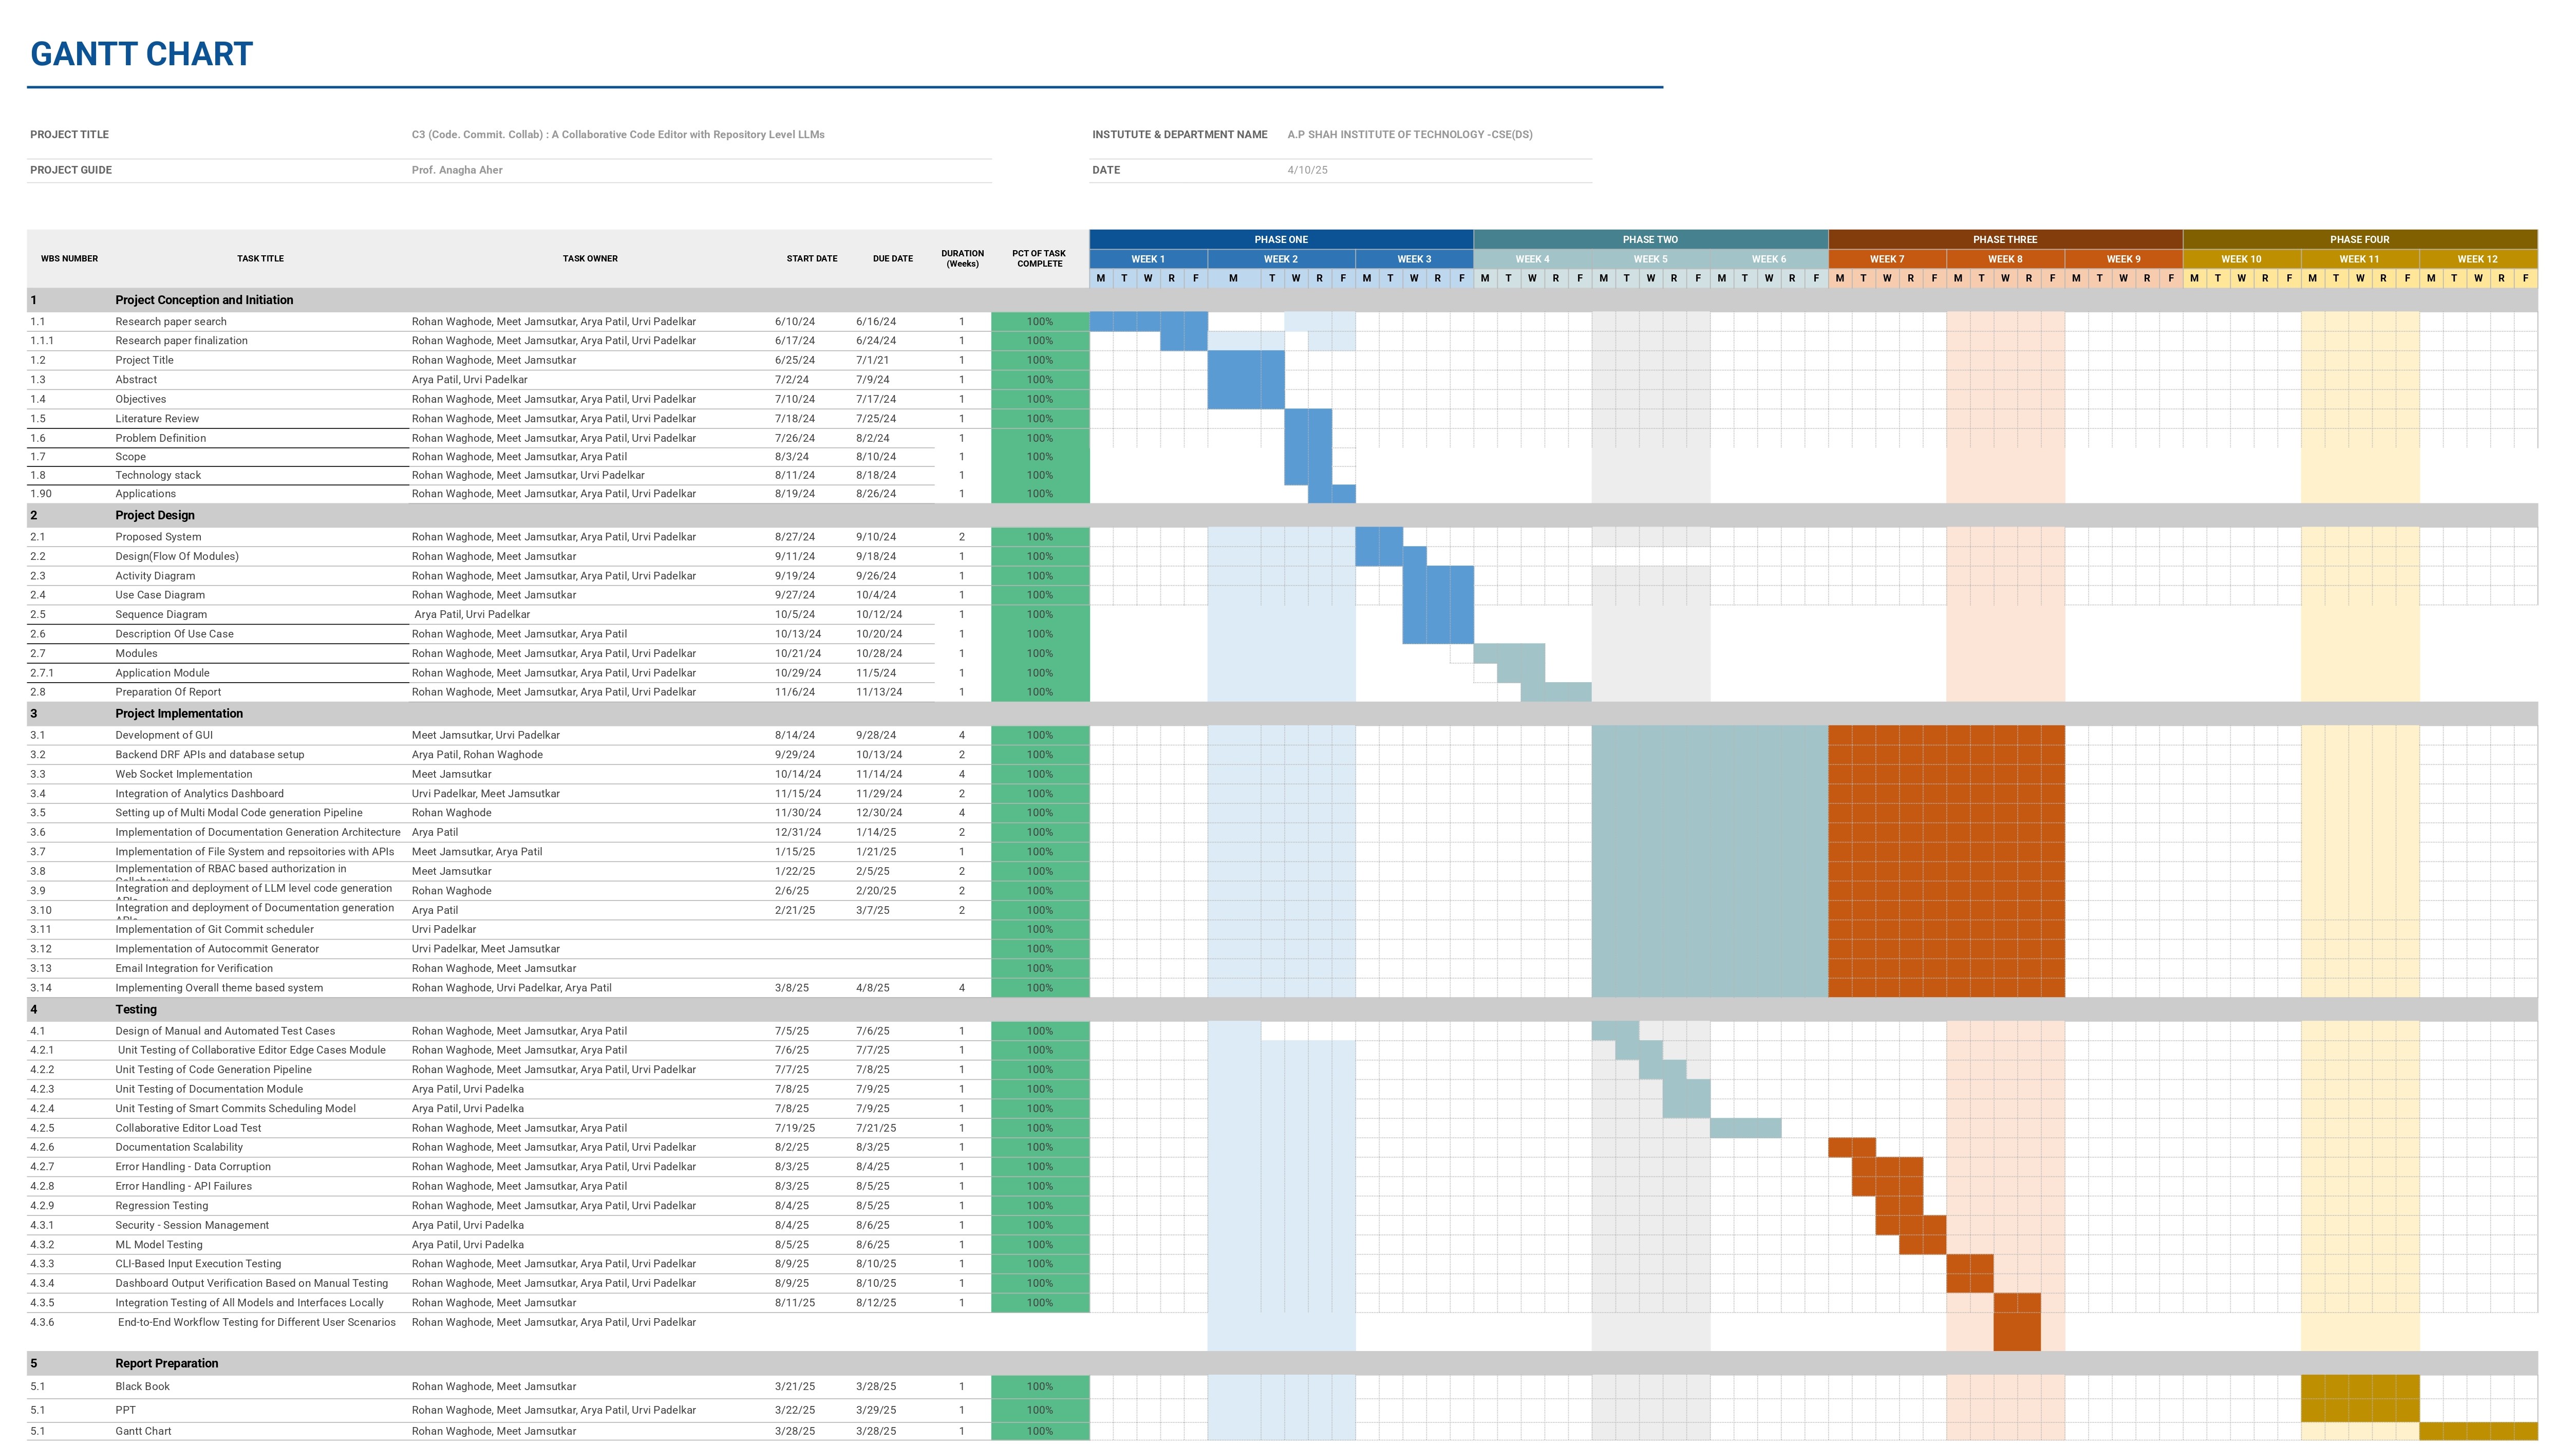 GANTT CHART
PROJECT TITLE C3 (Code. Commit. Collab) : A Collaborative Code Editor with Repository Level LLMs INSTUTUTE & DEPARTMENT NAME A.P SHAH INSTITUTE OF TECHNOLOGY -CSE(DS)
PROJECT GUIDE Prof. Anagha Aher DATE 4/10/25
PHASE ONE PHASE TWO PHASE THREE PHASE FOUR
WBS NUMBER TASK TITLE TASK OWNER START DATE DUE DATE DURATION (Weeks) PCT OF TASK COMPLETE WEEK 1 WEEK 2 WEEK 3 WEEK 4 WEEK 5 WEEK 6 WEEK 7 WEEK 8 WEEK 9 WEEK 10 WEEK 11 WEEK 12
M T W R F M T W R F M T W R F M T W R F M T W R F M T W R F M T W R F M T W R F M T W R F M T W R F M T W R F M T W R F
1 Project Conception and Initiation
1.1 Research paper search Rohan Waghode, Meet Jamsutkar, Arya Patil, Urvi Padelkar 6/10/24 6/16/24 1 100%
1.1.1 Research paper finalization Rohan Waghode, Meet Jamsutkar, Arya Patil, Urvi Padelkar 6/17/24 6/24/24 1 100%
1.2 Project Title Rohan Waghode, Meet Jamsutkar 6/25/24 7/1/21 1 100%
1.3 Abstract Arya Patil, Urvi Padelkar 7/2/24 7/9/24 1 100%
1.4 Objectives Rohan Waghode, Meet Jamsutkar, Arya Patil, Urvi Padelkar 7/10/24 7/17/24 1 100%
1.5 Literature Review Rohan Waghode, Meet Jamsutkar, Arya Patil, Urvi Padelkar 7/18/24 7/25/24 1 100%
1.6 Problem Definition Rohan Waghode, Meet Jamsutkar, Arya Patil, Urvi Padelkar 7/26/24 8/2/24 1 100%
1.7 Scope Rohan Waghode, Meet Jamsutkar, Arya Patil 8/3/24 8/10/24 1 100%
1.8 Technology stack Rohan Waghode, Meet Jamsutkar, Urvi Padelkar 8/11/24 8/18/24 1 100%
1.90 Applications Rohan Waghode, Meet Jamsutkar, Arya Patil, Urvi Padelkar 8/19/24 8/26/24 1 100%
2 Project Design
2.1 Proposed System Rohan Waghode, Meet Jamsutkar, Arya Patil, Urvi Padelkar 8/27/24 9/10/24 2 100%
2.2 Design(Flow Of Modules) Rohan Waghode, Meet Jamsutkar 9/11/24 9/18/24 1 100%
2.3 Activity Diagram Rohan Waghode, Meet Jamsutkar, Arya Patil, Urvi Padelkar 9/19/24 9/26/24 1 100%
2.4 Use Case Diagram Rohan Waghode, Meet Jamsutkar 9/27/24 10/4/24 1 100%
2.5 Sequence Diagram Arya Patil, Urvi Padelkar 10/5/24 10/12/24 1 100%
2.6 Description Of Use Case Rohan Waghode, Meet Jamsutkar, Arya Patil 10/13/24 10/20/24 1 100%
2.7 Modules Rohan Waghode, Meet Jamsutkar, Arya Patil, Urvi Padelkar 10/21/24 10/28/24 1 100%
2.7.1 Application Module Rohan Waghode, Meet Jamsutkar, Arya Patil, Urvi Padelkar 10/29/24 11/5/24 1 100%
2.8 Preparation Of Report Rohan Waghode, Meet Jamsutkar, Arya Patil, Urvi Padelkar 11/6/24 11/13/24 1 100%
3 Project Implementation
3.1 Development of GUI Meet Jamsutkar, Urvi Padelkar 8/14/24 9/28/24 4 100%
3.2 Backend DRF APIs and database setup Arya Patil, Rohan Waghode 9/29/24 10/13/24 2 100%
3.3 Web Socket Implementation Meet Jamsutkar 10/14/24 11/14/24 4 100%
3.4 Integration of Analytics Dashboard Urvi Padelkar, Meet Jamsutkar 11/15/24 11/29/24 2 100%
3.5 Setting up of Multi Modal Code generation Pipeline Rohan Waghode 11/30/24 12/30/24 4 100%
3.6 Implementation of Documentation Generation Architecture Arya Patil 12/31/24 1/14/25 2 100%
3.7 Implementation of File System and repsoitories with APIs Meet Jamsutkar, Arya Patil 1/15/25 1/21/25 1 100%
3.8 Implementation of RBAC based authorization in Meet Jamsutkar 1/22/25 2/5/25 2 100%
3.9 Integration and deployment of LLM level code generation Rohan Waghode 2/6/25 2/20/25 2 100%
3.10 Integration and deployment of Documentation generation Arya Patil 2/21/25 3/7/25 2 100%
3.11 Implementation of Git Commit scheduler Urvi Padelkar 100%
3.12 Implementation of Autocommit Generator Urvi Padelkar, Meet Jamsutkar 100%
3.13 Email Integration for Verification Rohan Waghode, Meet Jamsutkar 100%
3.14 Implementing Overall theme based system Rohan Waghode, Urvi Padelkar, Arya Patil 3/8/25 4/8/25 4 100%
4 Testing
4.1 Design of Manual and Automated Test Cases Rohan Waghode, Meet Jamsutkar, Arya Patil 7/5/25 7/6/25 1 100%
4.2.1 Unit Testing of Collaborative Editor Edge Cases Module Rohan Waghode, Meet Jamsutkar, Arya Patil 7/6/25 7/7/25 1 100%
4.2.2 Unit Testing of Code Generation Pipeline Rohan Waghode, Meet Jamsutkar, Arya Patil, Urvi Padelkar 7/7/25 7/8/25 1 100%
4.2.3 Unit Testing of Documentation Module Arya Patil, Urvi Padelka 7/8/25 7/9/25 1 100%
4.2.4 Unit Testing of Smart Commits Scheduling Model Arya Patil, Urvi Padelka 7/8/25 7/9/25 1 100%
4.2.5 Collaborative Editor Load Test Rohan Waghode, Meet Jamsutkar, Arya Patil 7/19/25 7/21/25 1 100%
4.2.6 Documentation Scalability Rohan Waghode, Meet Jamsutkar, Arya Patil, Urvi Padelkar 8/2/25 8/3/25 1 100%
4.2.7 Error Handling - Data Corruption Rohan Waghode, Meet Jamsutkar, Arya Patil, Urvi Padelkar 8/3/25 8/4/25 1 100%
4.2.8 Error Handling - API Failures Rohan Waghode, Meet Jamsutkar, Arya Patil 8/3/25 8/5/25 1 100%
4.2.9 Regression Testing Rohan Waghode, Meet Jamsutkar, Arya Patil, Urvi Padelkar 8/4/25 8/5/25 1 100%
4.3.1 Security - Session Management Arya Patil, Urvi Padelka 8/4/25 8/6/25 1 100%
4.3.2 ML Model Testing Arya Patil, Urvi Padelka 8/5/25 8/6/25 1 100%
4.3.3 CLI-Based Input Execution Testing Rohan Waghode, Meet Jamsutkar, Arya Patil, Urvi Padelkar 8/9/25 8/10/25 1 100%
4.3.4 Dashboard Output Verification Based on Manual Testing Rohan Waghode, Meet Jamsutkar, Arya Patil, Urvi Padelkar 8/9/25 8/10/25 1 100%
4.3.5 Integration Testing of All Models and Interfaces Locally Rohan Waghode, Meet Jamsutkar 8/11/25 8/12/25 1 100%
4.3.6 End-to-End Workflow Testing for Different User Scenarios Rohan Waghode, Meet Jamsutkar, Arya Patil, Urvi Padelkar
5 Report Preparation
5.1 Black Book Rohan Waghode, Meet Jamsutkar 3/21/25 3/28/25 1 100%
5.1 PPT Rohan Waghode, Meet Jamsutkar, Arya Patil, Urvi Padelkar 3/22/25 3/29/25 1 100%
5.1 Gantt Chart Rohan Waghode, Meet Jamsutkar 3/28/25 3/28/25 1 100%